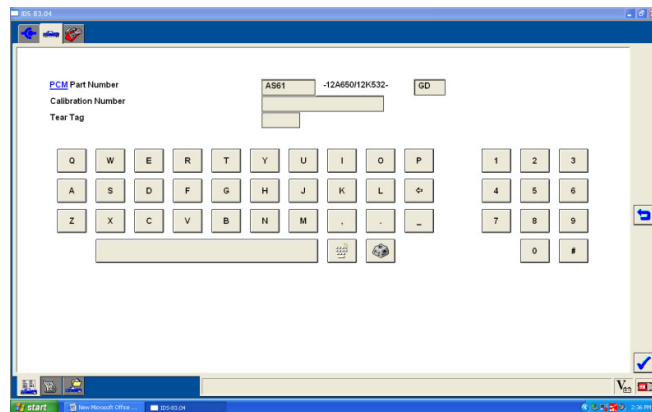 IDS-83.04
PCM Part Number AS61 -12A650/12K532- GD
Calibration Number
Tear Tag
Q W E R T Y U I O P 1 2 3
A S D F G H J K L 4 5 6
Z X C V B N M . - _ 7 8 9
0 #
start New Microsoft Office ... IDS-83.04 2:36 PM